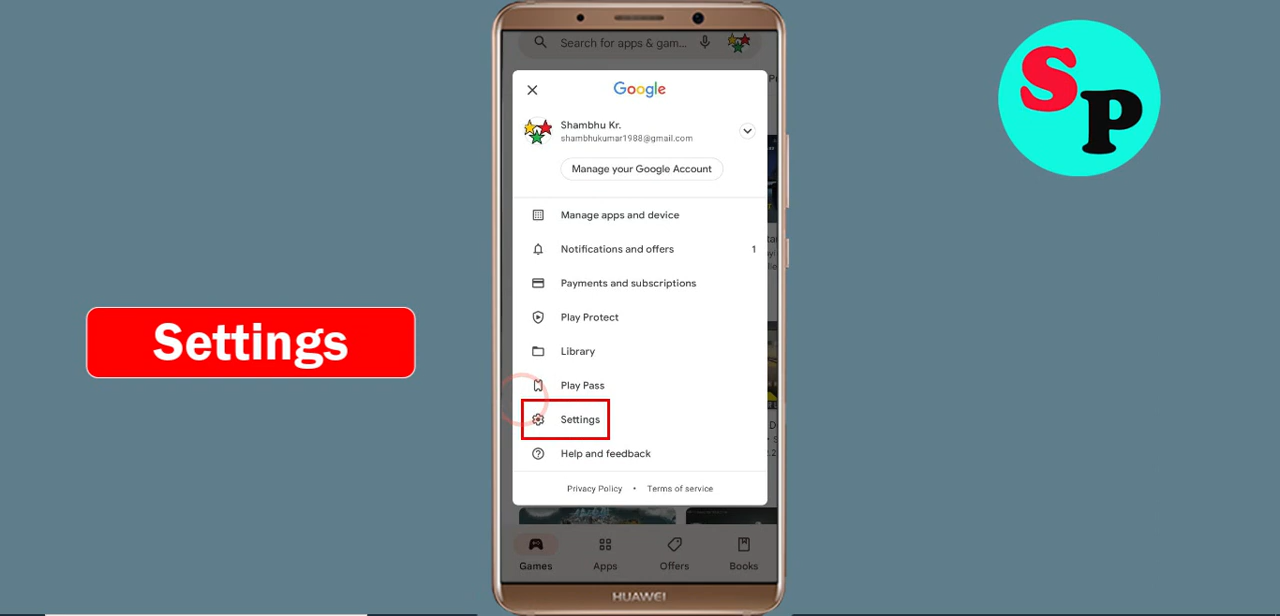 Search for apps & gam...
Google
Shambhu Kr.
shambhukumar1988@gmail.com
Manage your Google Account
Manage apps and device
Notifications and offers 1
Payments and subscriptions
Play Protect
Library
Play Pass
Settings
Help and feedback
Privacy Policy • Terms of service
Games Apps Offers Books
HUAWEI
Settings
SP